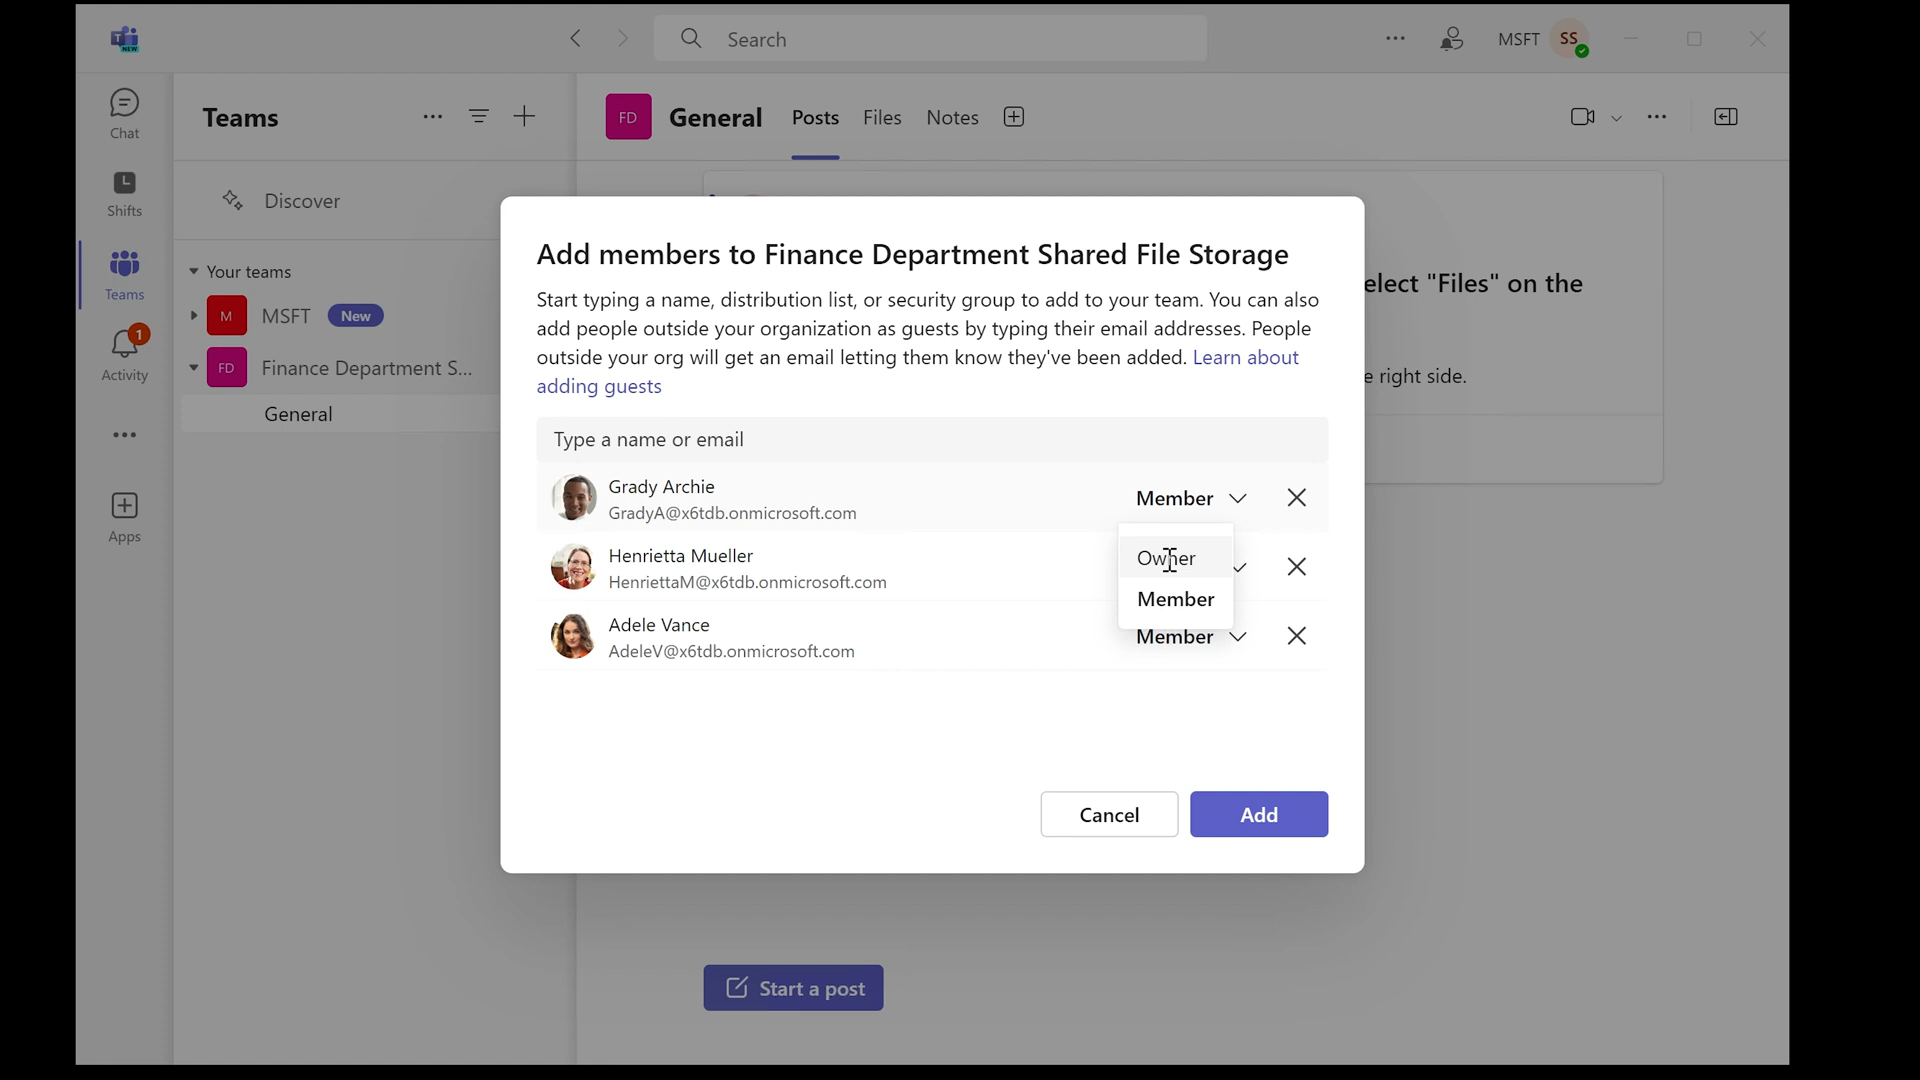 NEW
Search
MSFT
SS
Chat
Shifts
Teams
1
Activity
Apps
Teams
Discover
Your teams
M
MSFT
New
FD
Finance Department S...
General
FD
General
Posts
Files
Notes
elect "Files" on the
e right side.
Add members to Finance Department Shared File Storage
Start typing a name, distribution list, or security group to add to your team. You can also
add people outside your organization as guests by typing their email addresses. People
outside your org will get an email letting them know they've been added. Learn about
adding guests
Type a name or email
Grady Archie
GradyA@x6tdb.onmicrosoft.com
Member
Henrietta Mueller
HenriettaM@x6tdb.onmicrosoft.com
Owner
Member
Adele Vance
AdeleV@x6tdb.onmicrosoft.com
Member
Cancel
Add
Start a post